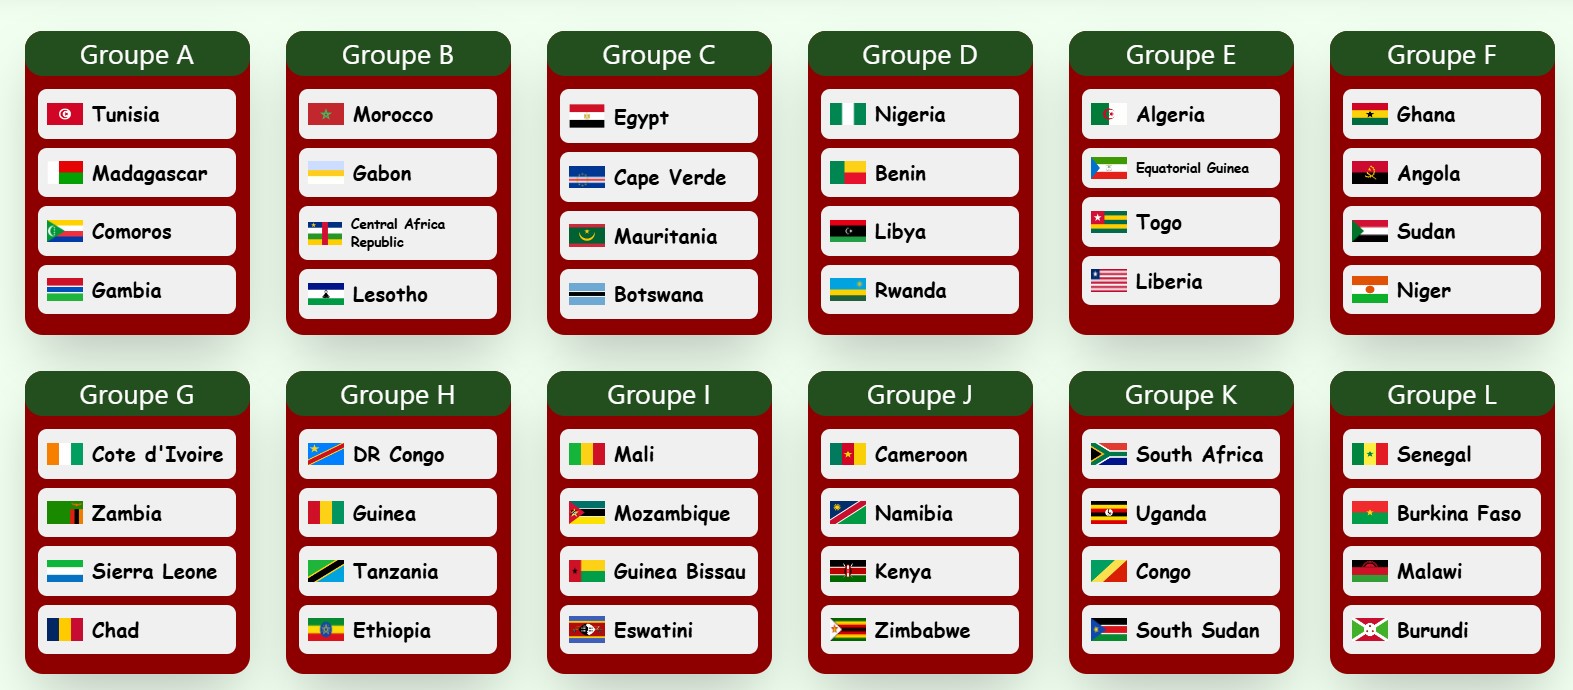 Groupe A
Tunisia
Madagascar
Comoros
Gambia
Groupe B
Morocco
Gabon
Central Africa
Republic
Lesotho
Groupe C
Egypt
Cape Verde
Mauritania
Botswana
Groupe D
Nigeria
Benin
Libya
Rwanda
Groupe E
Algeria
Equatorial Guinea
Togo
Liberia
Groupe F
Ghana
Angola
Sudan
Niger
Groupe G
Cote d'Ivoire
Zambia
Sierra Leone
Chad
Groupe H
DR Congo
Guinea
Tanzania
Ethiopia
Groupe I
Mali
Mozambique
Guinea Bissau
Eswatini
Groupe J
Cameroon
Namibia
Kenya
Zimbabwe
Groupe K
South Africa
Uganda
Congo
South Sudan
Groupe L
Senegal
Burkina Faso
Malawi
Burundi